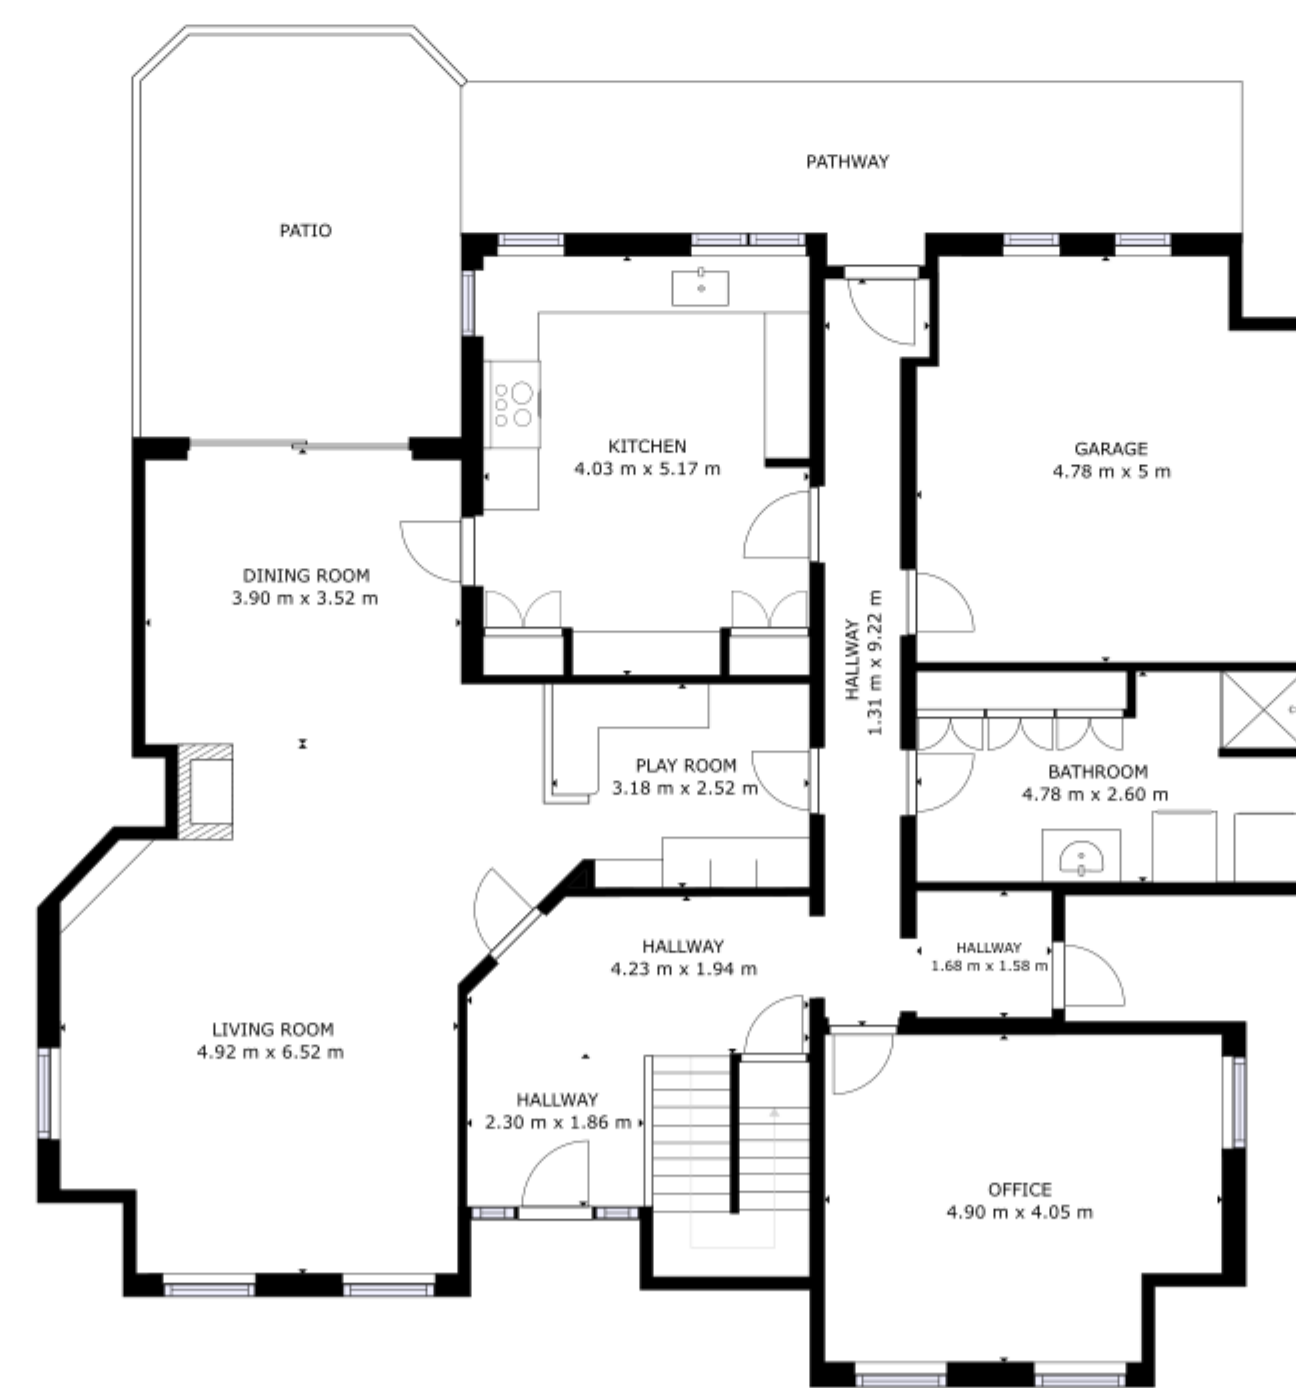 PATHWAY
PATIO
KITCHEN
4.03 m x 5.17 m
GARAGE
4.78 m x 5 m
DINING ROOM
3.90 m x 3.52 m
HALLWAY
1.31 m x 9.22 m
PLAY ROOM
3.18 m x 2.52 m
BATHROOM
4.78 m x 2.60 m
HALLWAY
4.23 m x 1.94 m
HALLWAY
1.68 m x 1.58 m
LIVING ROOM
4.92 m x 6.52 m
HALLWAY
2.30 m x 1.86 m
OFFICE
4.90 m x 4.05 m